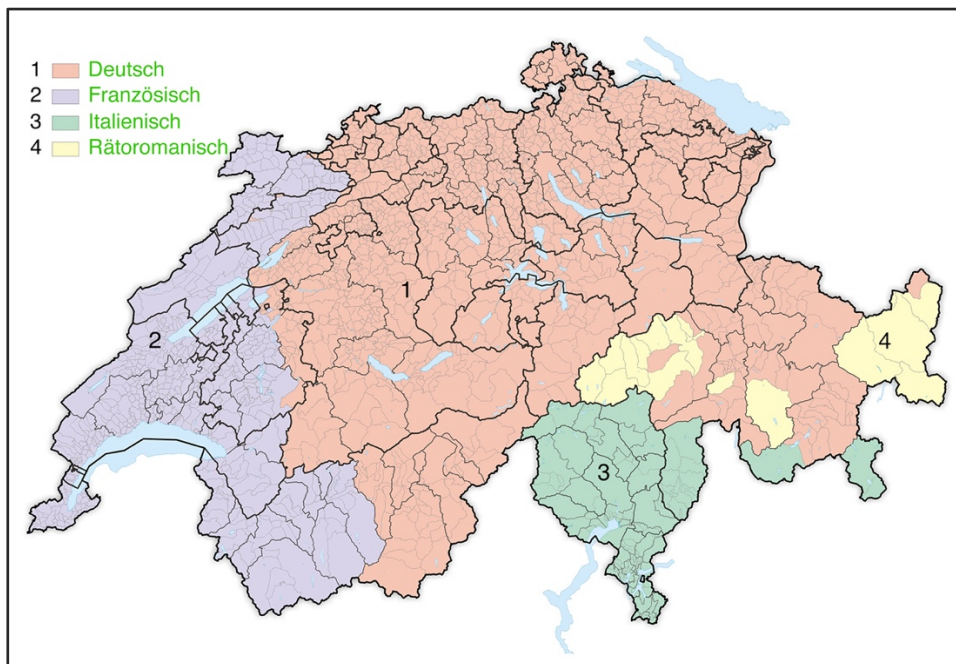 1 Deutsch
2 Französisch
3 Italienisch
4 Rätoromanisch
1
2
4
3